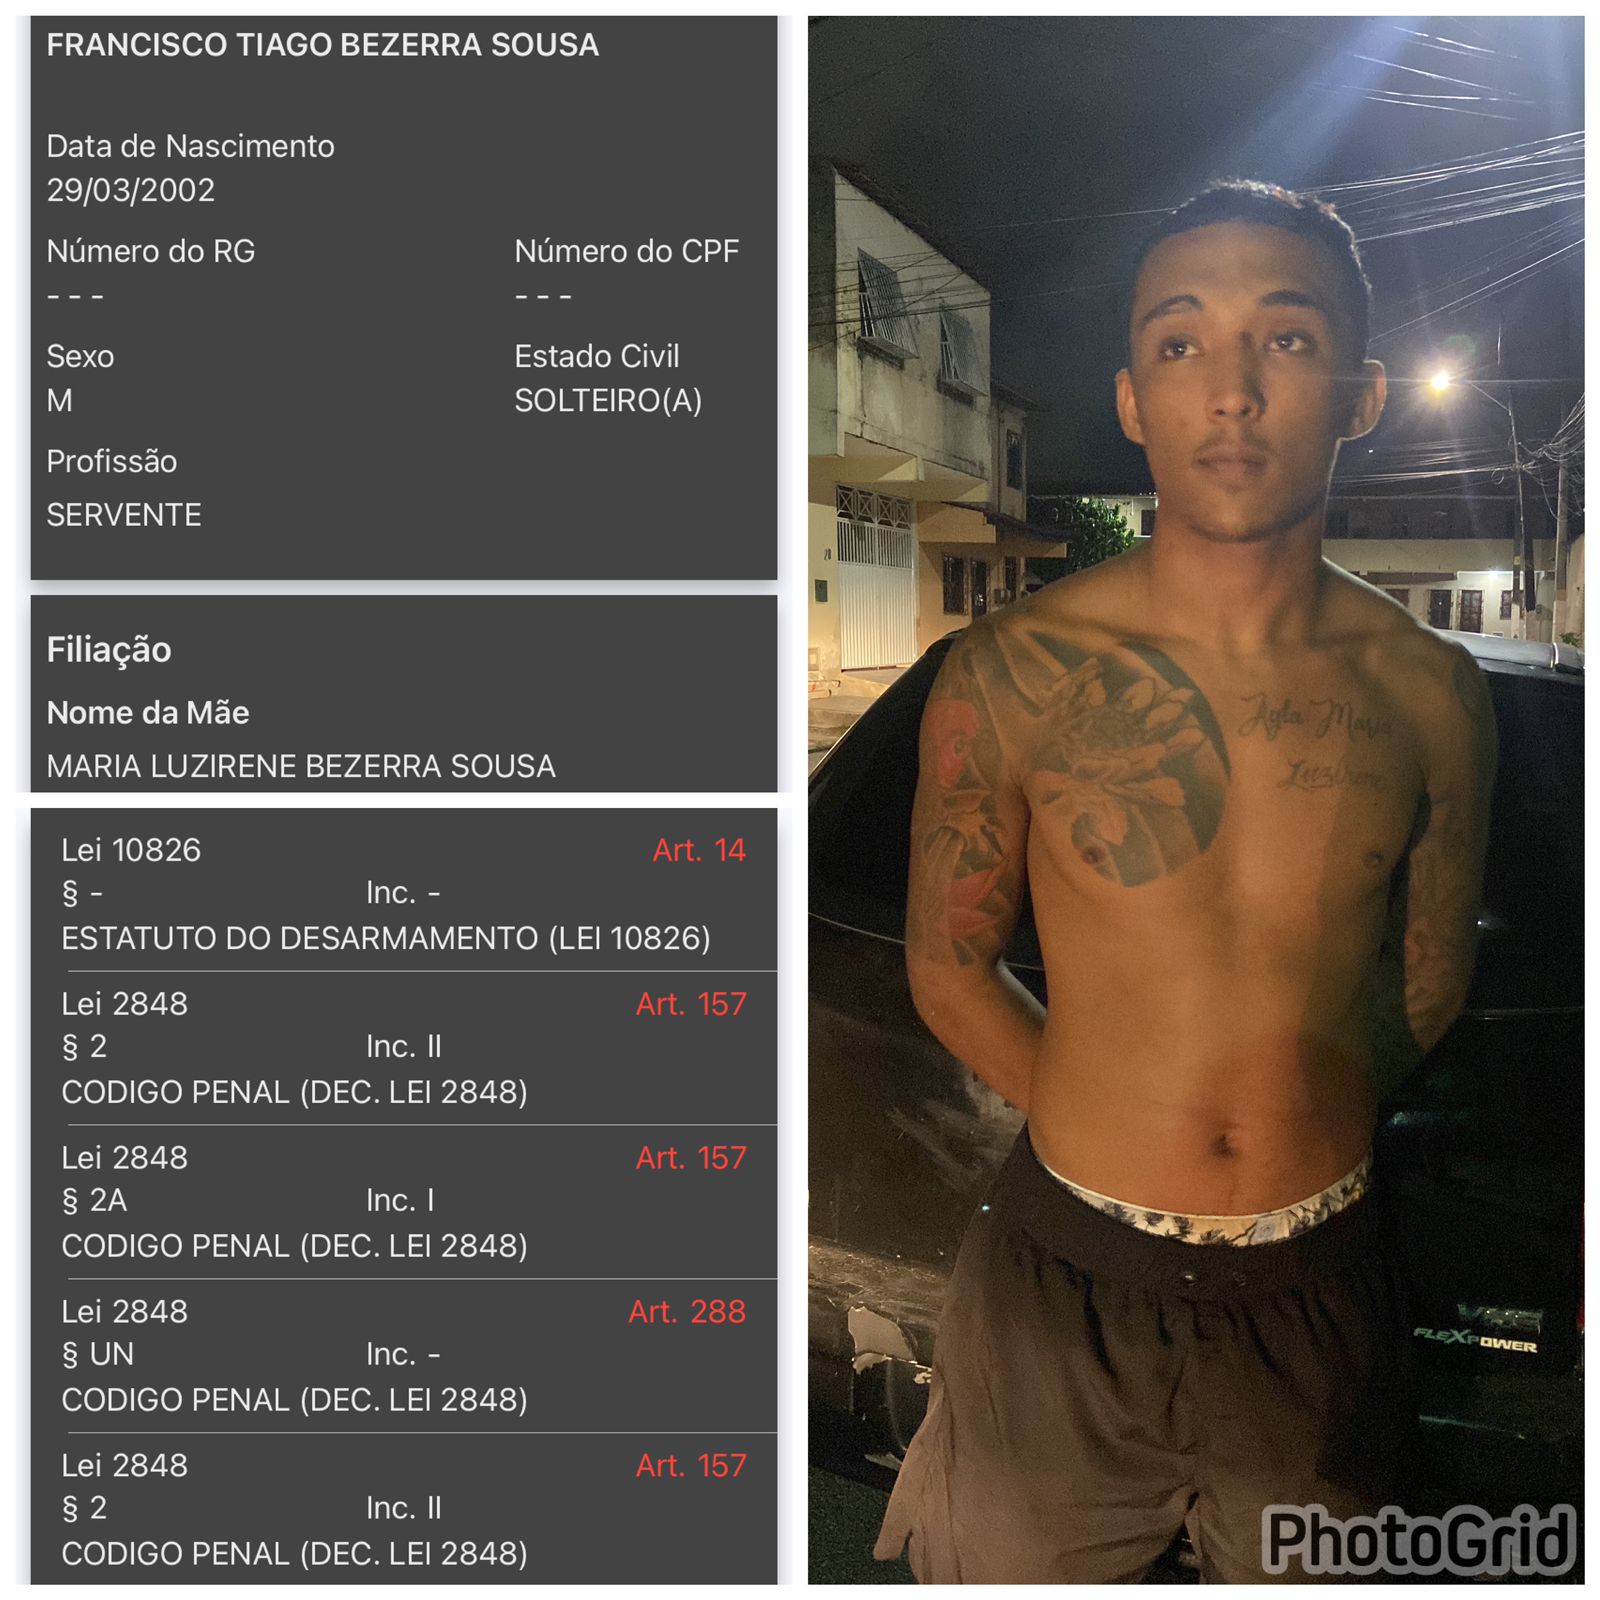 FRANCISCO TIAGO BEZERRA SOUSA
Data de Nascimento
29/03/2002
Número do RG Número do CPF
- - - - - -
Sexo Estado Civil
M SOLTEIRO(A)
Profissão
SERVENTE
Filiação
Nome da Mãe
MARIA LUZIRENE BEZERRA SOUSA
Lei 10826 Art. 14
§ - Inc. -
ESTATUTO DO DESARMAMENTO (LEI 10826)
Lei 2848 Art. 157
§ 2 Inc. II
CODIGO PENAL (DEC. LEI 2848)
Lei 2848 Art. 157
§ 2A Inc. I
CODIGO PENAL (DEC. LEI 2848)
Lei 2848 Art. 288
§ UN Inc. -
CODIGO PENAL (DEC. LEI 2848)
Lei 2848 Art. 157
§ 2 Inc. II
CODIGO PENAL (DEC. LEI 2848)
Ayla Maria
Luzirene
FLEXPOWER
PhotoGrid